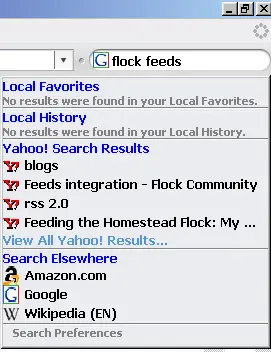 flock feeds
Local Favorites
No results were found in your Local Favorites.
Local History
No results were found in your Local History.
Yahoo! Search Results
blogs
Feeds integration - Flock Community
rss 2.0
Feeding the Homestead Flock: My ...
View All Yahoo! Results...
Search Elsewhere
Amazon.com
Google
Wikipedia (EN)
Search Preferences